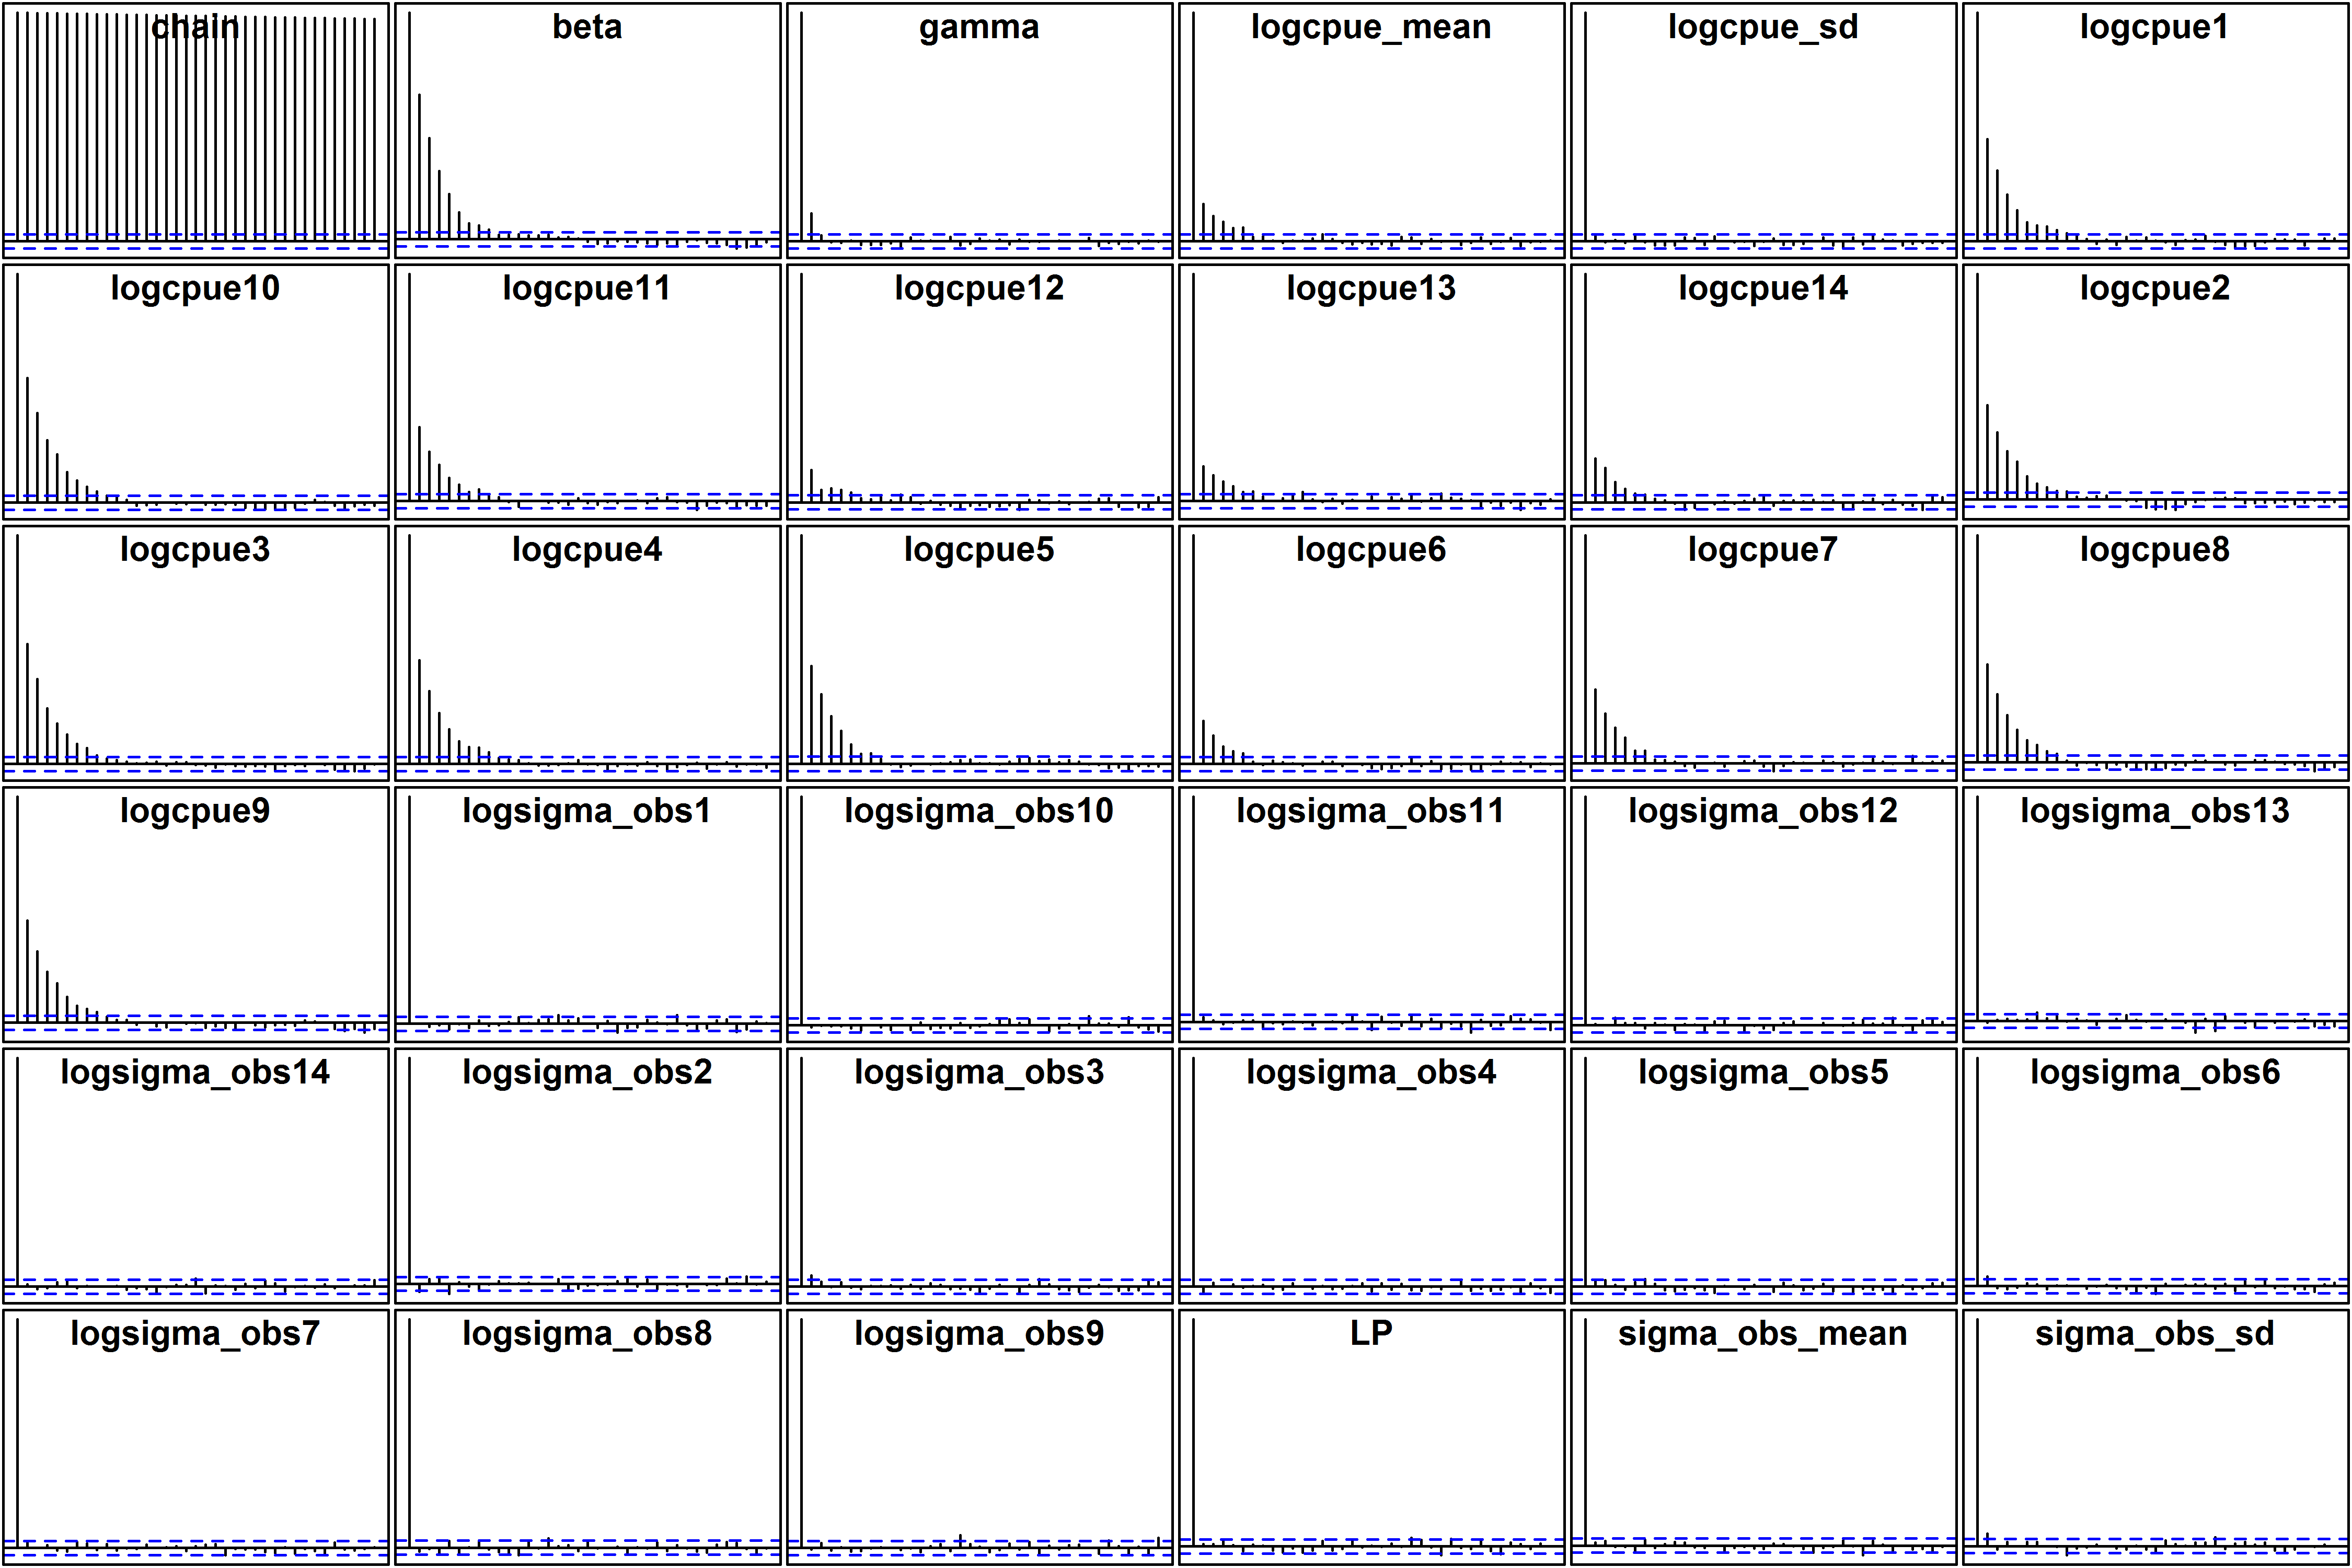 chain beta gamma logcpue_mean logcpue_sd logcpue1
logcpue10 logcpue11 logcpue12 logcpue13 logcpue14 logcpue2
logcpue3 logcpue4 logcpue5 logcpue6 logcpue7 logcpue8
logcpue9 logsigma_obs1 logsigma_obs10 logsigma_obs11 logsigma_obs12 logsigma_obs13
logsigma_obs14 logsigma_obs2 logsigma_obs3 logsigma_obs4 logsigma_obs5 logsigma_obs6
logsigma_obs7 logsigma_obs8 logsigma_obs9 LP sigma_obs_mean sigma_obs_sd